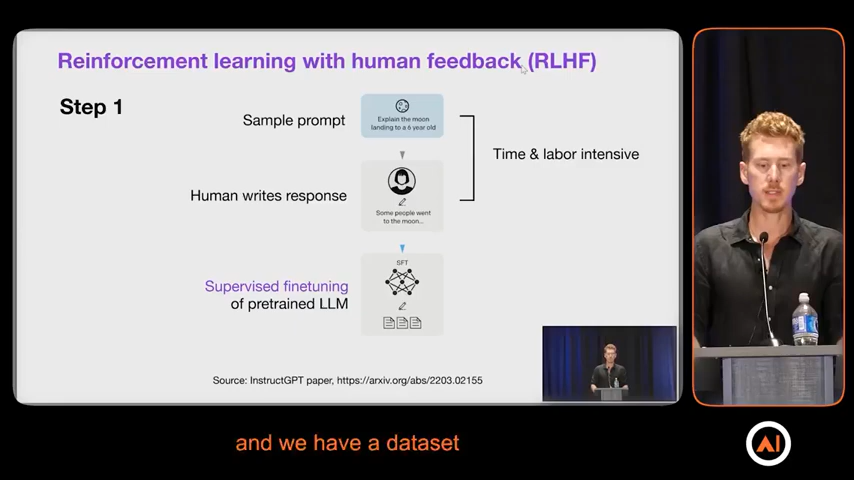 Reinforcement learning with human feedback (RLHF)
Step 1
Sample prompt
Explain the moon
landing to a 6 year old
Time & labor intensive
Human writes response
Some people went
to the moon...
SFT
Supervised finetuning
of pretrained LLM
Source: InstructGPT paper, https://arxiv.org/abs/2203.02155
and we have a dataset
AI